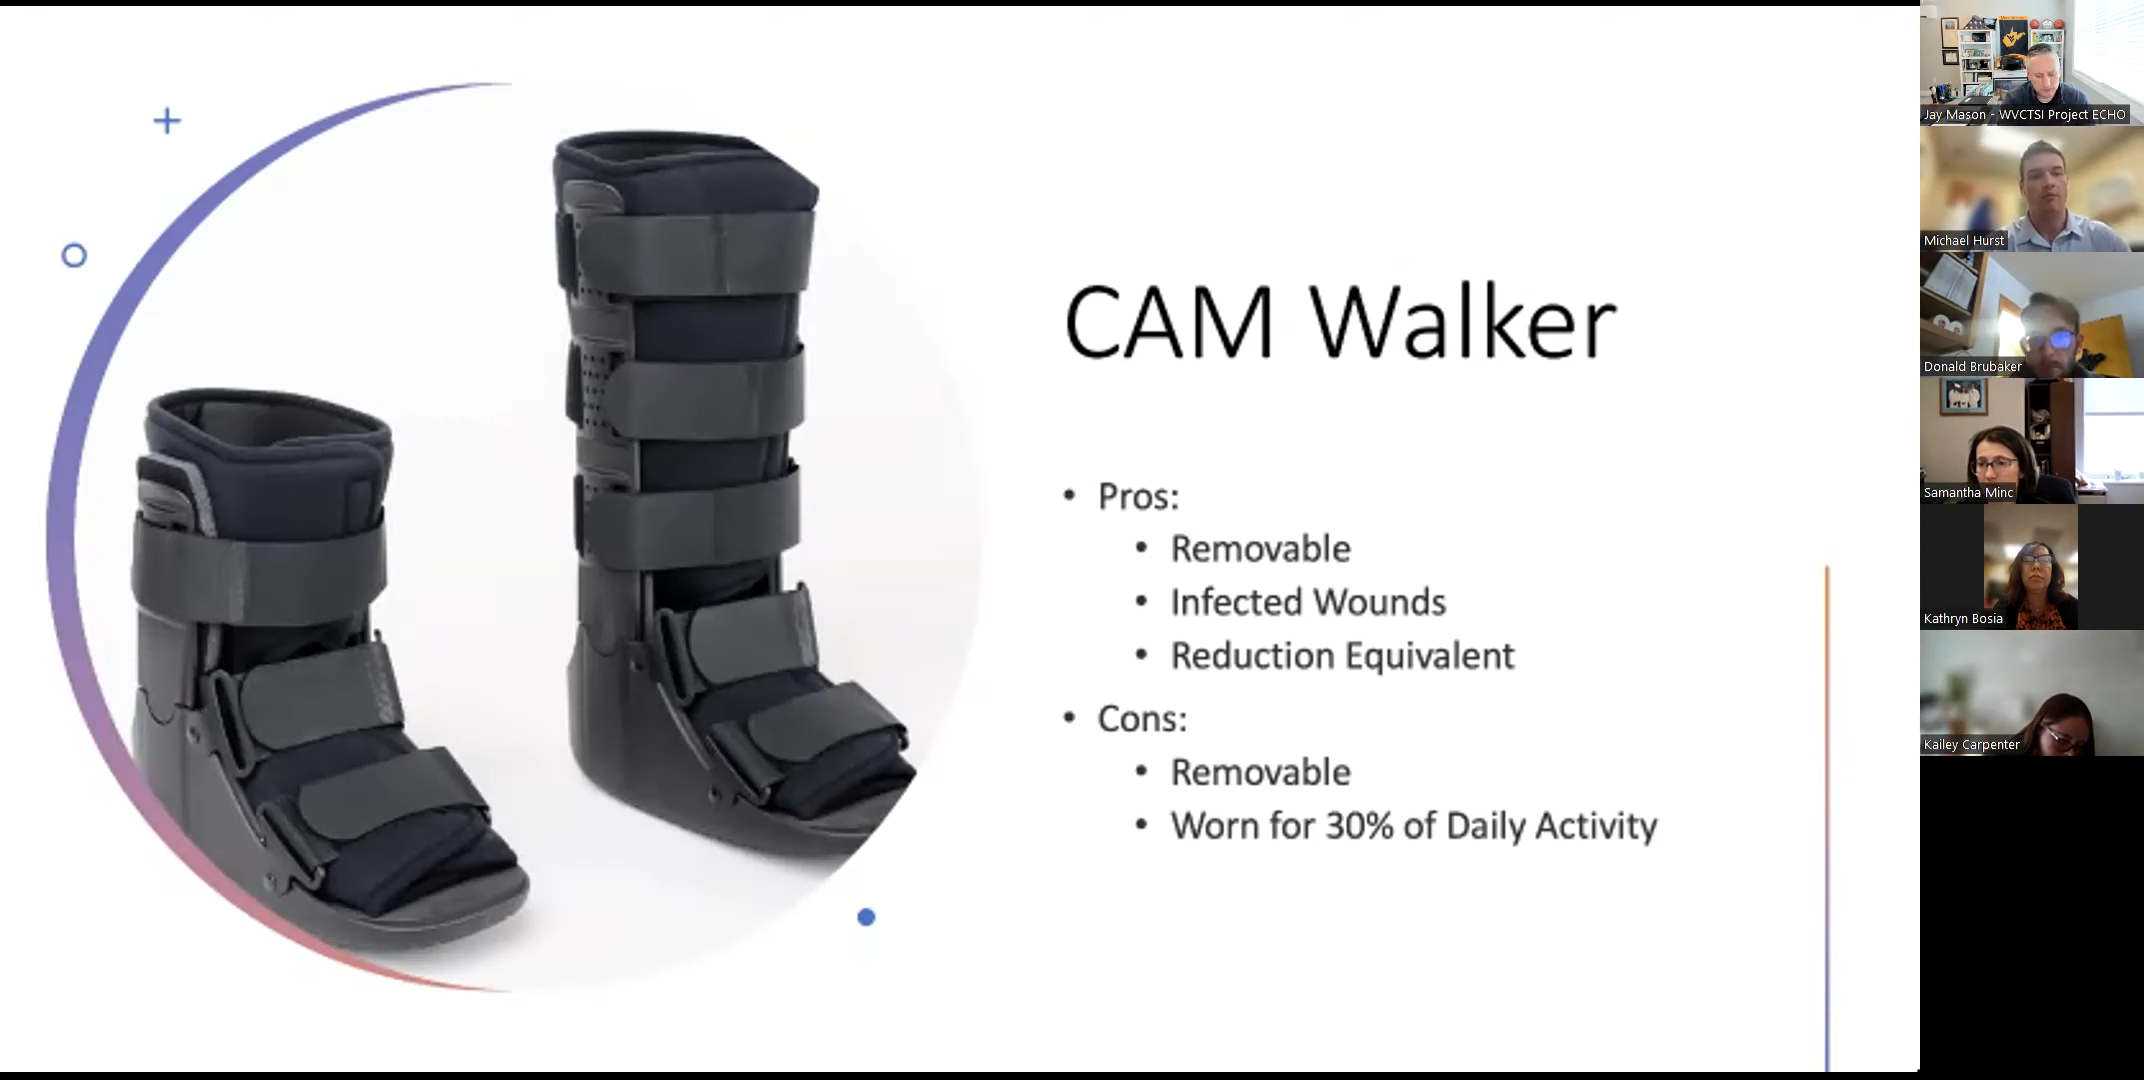 CAM Walker
• Pros:
• Removable
• Infected Wounds
• Reduction Equivalent
• Cons:
• Removable
• Worn for 30% of Daily Activity
Jay Mason - WVCTSI Project ECHO
Michael Hurst
Donald Brubaker
Samantha Minc
Kathryn Bosia
Kailey Carpenter